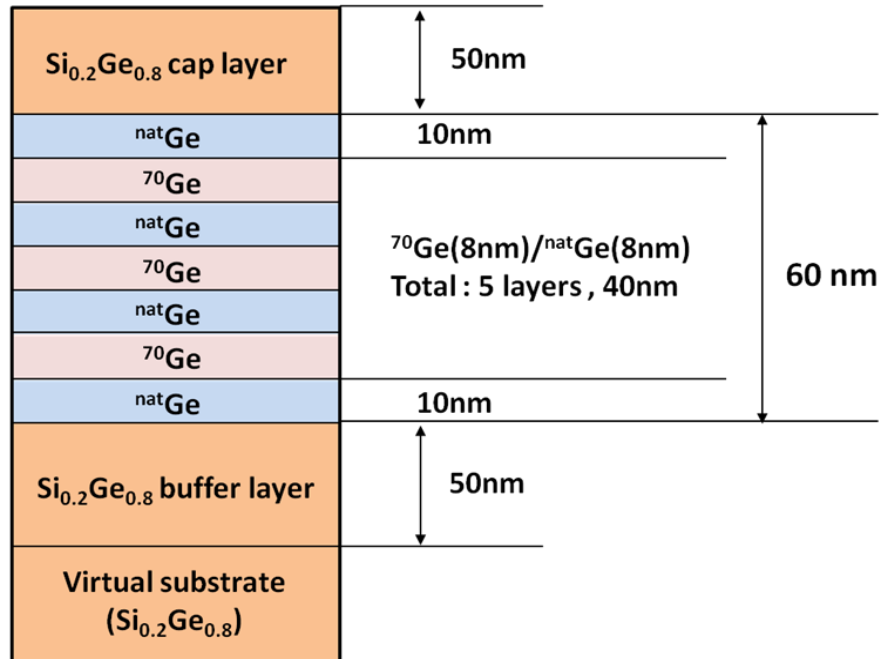 Si0.2Ge0.8 cap layer
50nm
natGe
10nm
70Ge
natGe
70Ge
70Ge(8nm)/natGe(8nm)
Total : 5 layers , 40nm
60 nm
natGe
70Ge
natGe
10nm
Si0.2Ge0.8 buffer layer
50nm
Virtual substrate
(Si0.2Ge0.8)